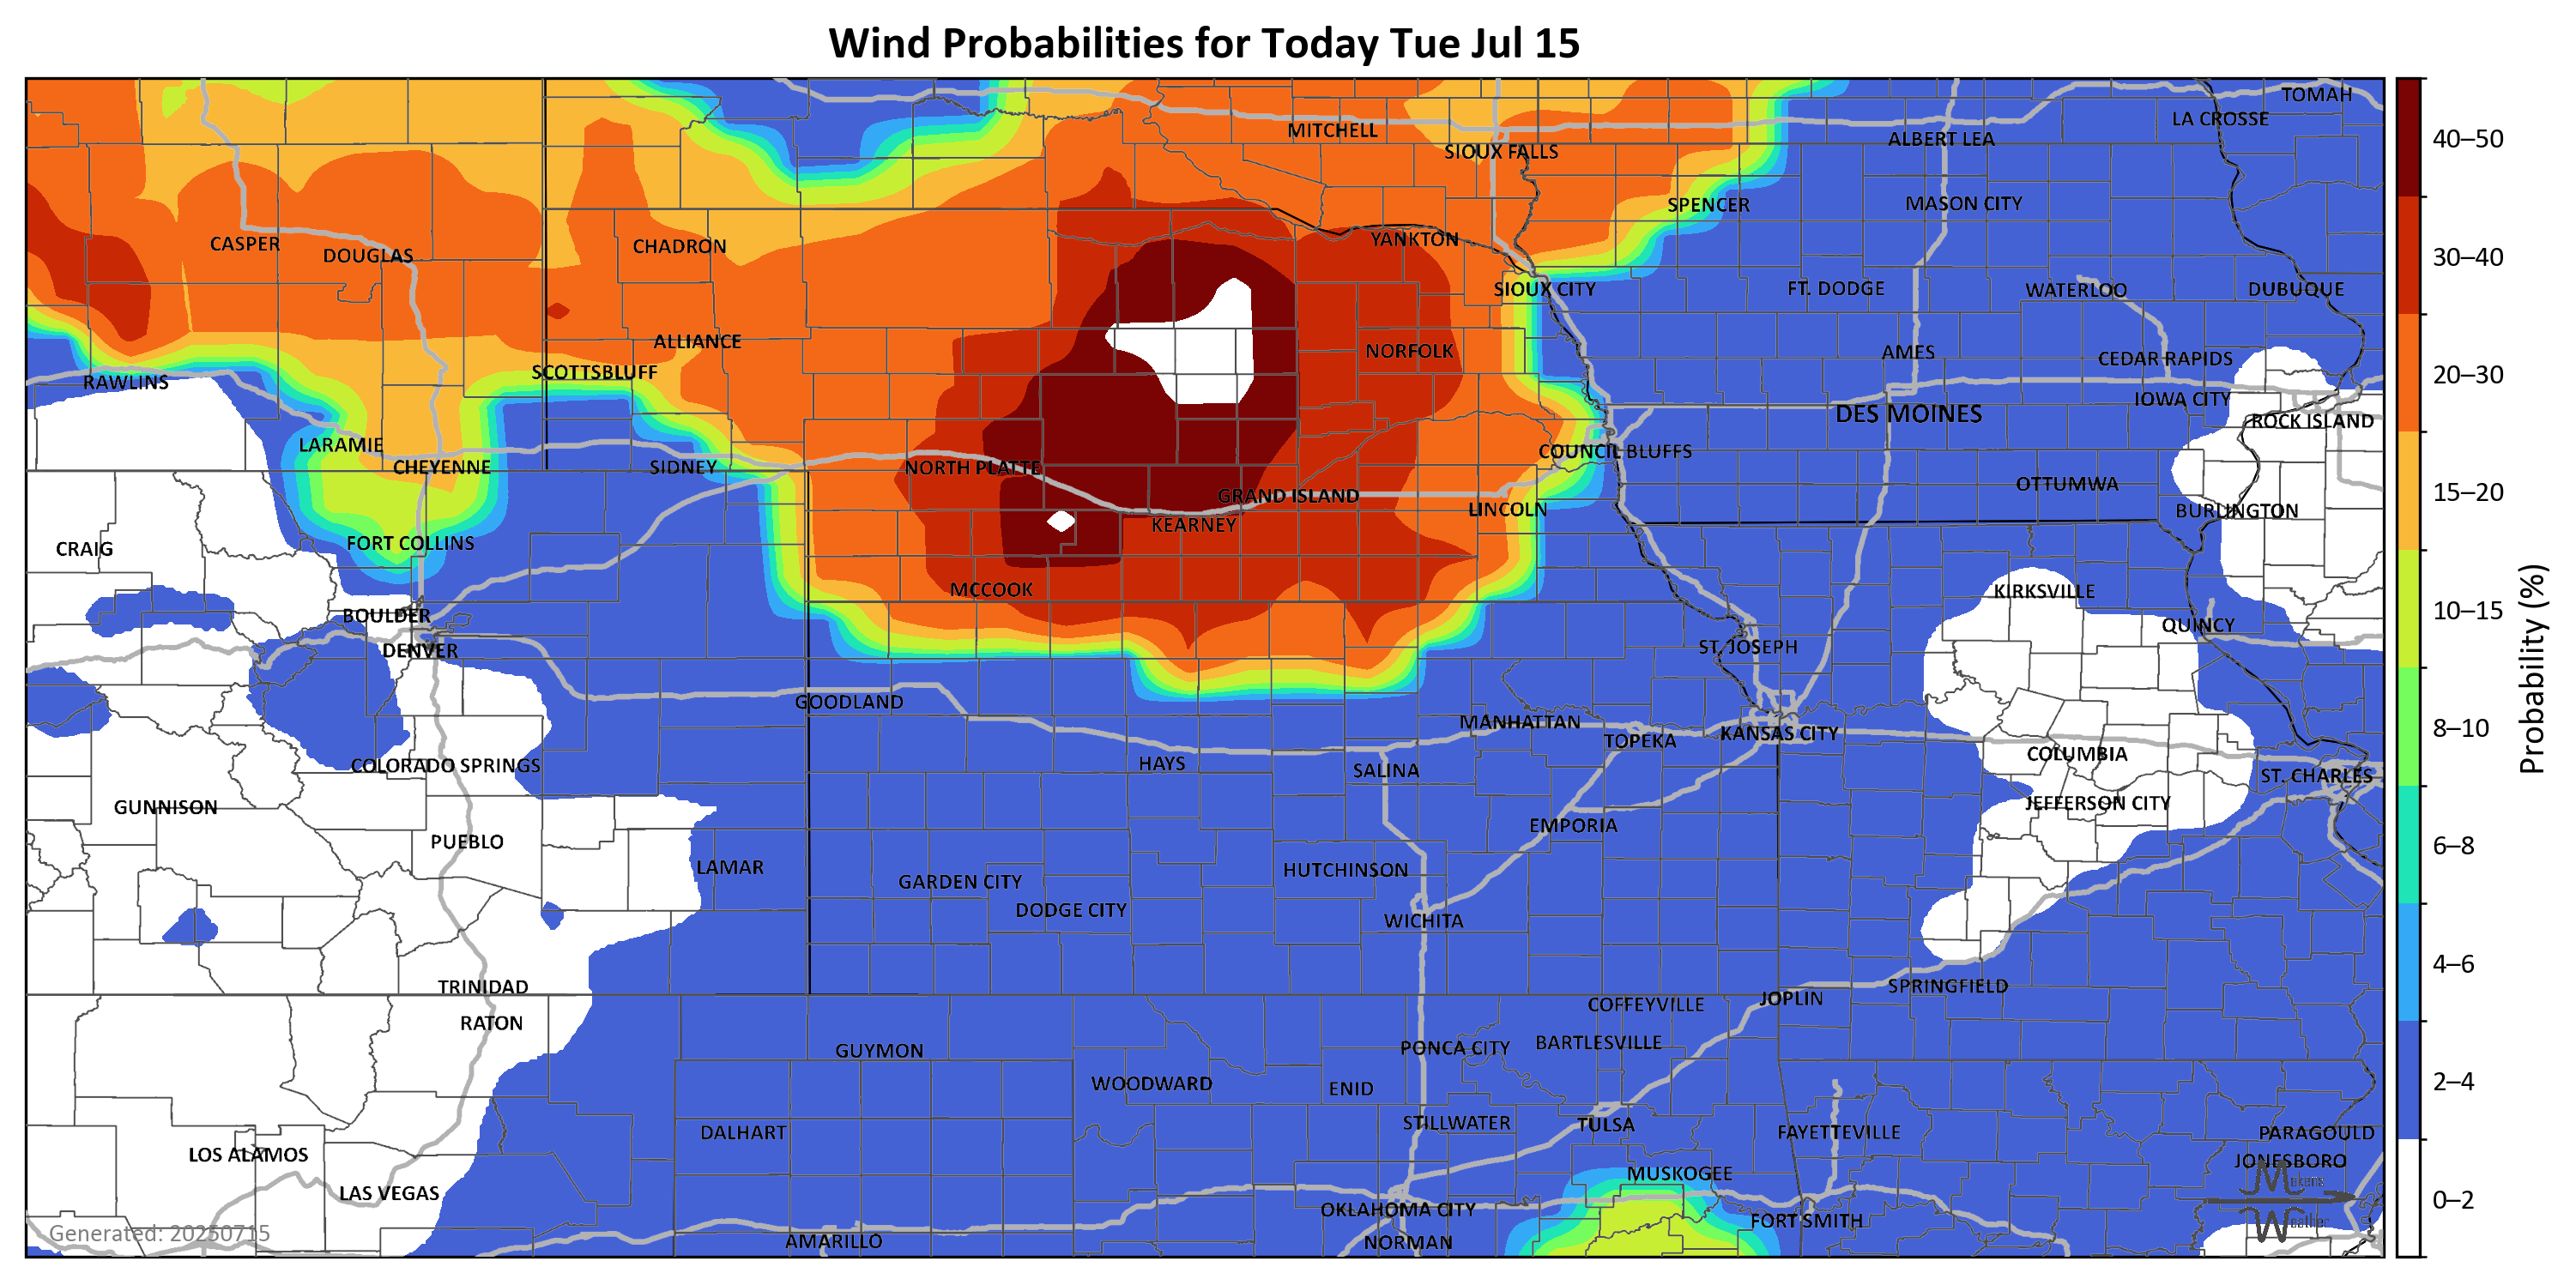 Wind Probabilities for Today Tue Jul 15
TOMAH
LA CROSSE
MITCHELL
ALBERT LEA
SIOUX FALLS
SPENCER
MASON CITY
CASPER
DOUGLAS
CHADRON
YANKTON
SIOUX CITY
FT. DODGE
WATERLOO
DUBUQUE
ALLIANCE
NORFOLK
AMES
CEDAR RAPIDS
RAWLINS
SCOTTSBLUFF
IOWA CITY
DES MOINES
ROCK ISLAND
LARAMIE
COUNCIL BLUFFS
CHEYENNE
SIDNEY
NORTH PLATTE
OTTUMWA
GRAND ISLAND
LINCOLN
BURLINGTON
KEARNEY
FORT COLLINS
CRAIG
MCCOOK
KIRKSVILLE
BOULDER
QUINCY
DENVER
ST. JOSEPH
GOODLAND
MANHATTAN
TOPEKA
KANSAS CITY
COLUMBIA
COLORADO SPRINGS
HAYS
SALINA
ST. CHARLES
GUNNISON
JEFFERSON CITY
EMPORIA
PUEBLO
LAMAR
HUTCHINSON
GARDEN CITY
DODGE CITY
WICHITA
TRINIDAD
SPRINGFIELD
JOPLIN
COFFEYVILLE
RATON
BARTLESVILLE
PONCA CITY
GUYMON
WOODWARD
ENID
STILLWATER
TULSA
DALHART
FAYETTEVILLE
PARAGOULD
LOS ALAMOS
JONESBORO
MUSKOGEE
LAS VEGAS
OKLAHOMA CITY
FORT SMITH
AMARILLO
NORMAN
Generated: 20250715
Weather
40–50
30–40
20–30
15–20
10–15
8–10
6–8
4–6
2–4
0–2
Probability (%)